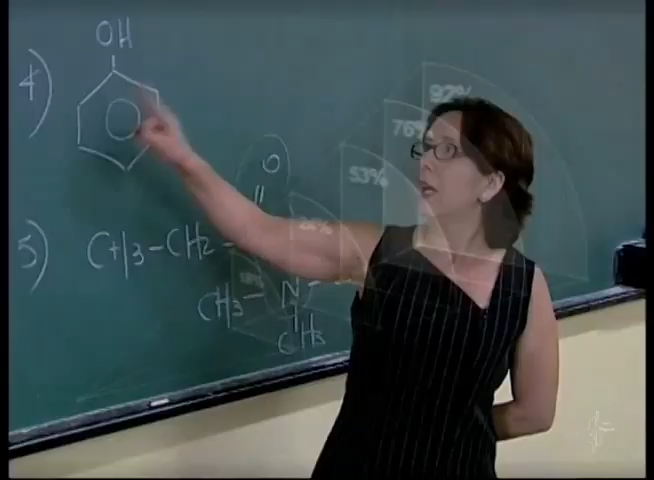 4)
OH
5)
CH3-CH2-
O
CH3-N-
CH3
92%
76%
53%